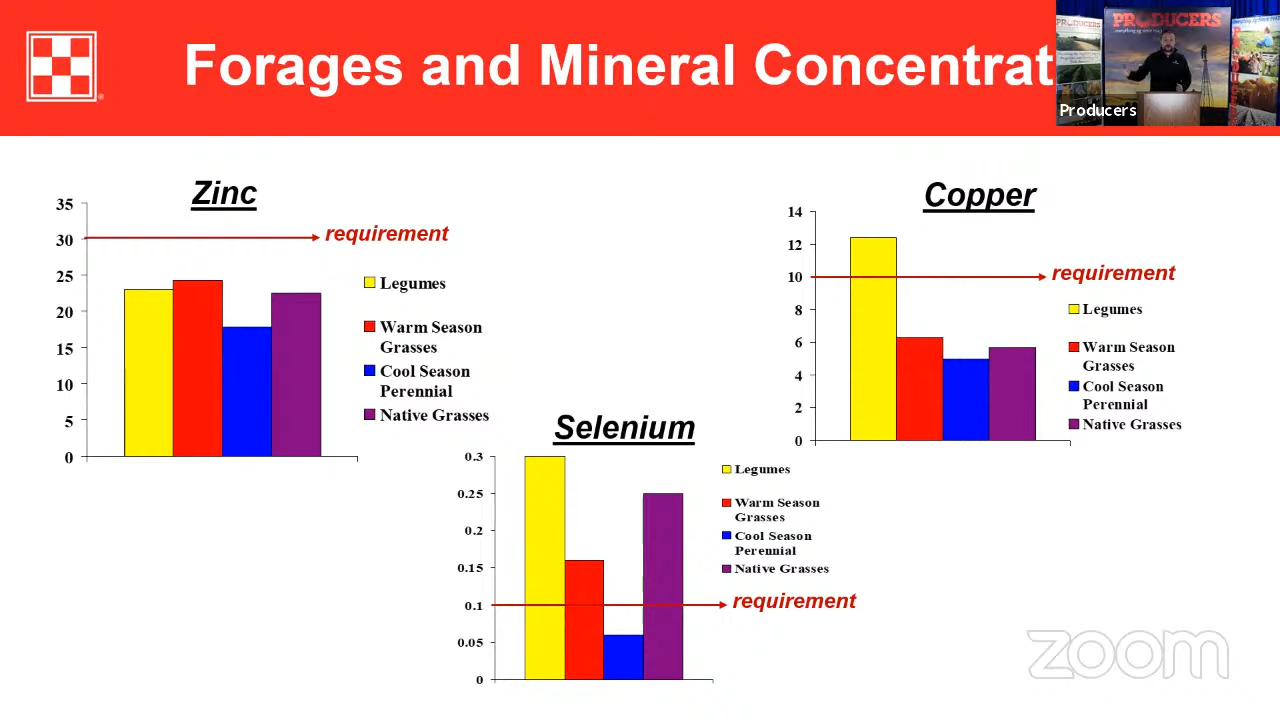 Forages and Mineral Concentrat
PRODUCERS
Producers
Zinc
35
30
25
20
15
10
5
0
requirement
Legumes
Warm Season
Grasses
Cool Season
Perennial
Native Grasses
Copper
14
12
10
8
6
4
2
0
requirement
Legumes
Warm Season
Grasses
Cool Season
Perennial
Native Grasses
Selenium
0.3
0.25
0.2
0.15
0.1
0.05
0
Legumes
Warm Season
Grasses
Cool Season
Perennial
Native Grasses
requirement
zoom